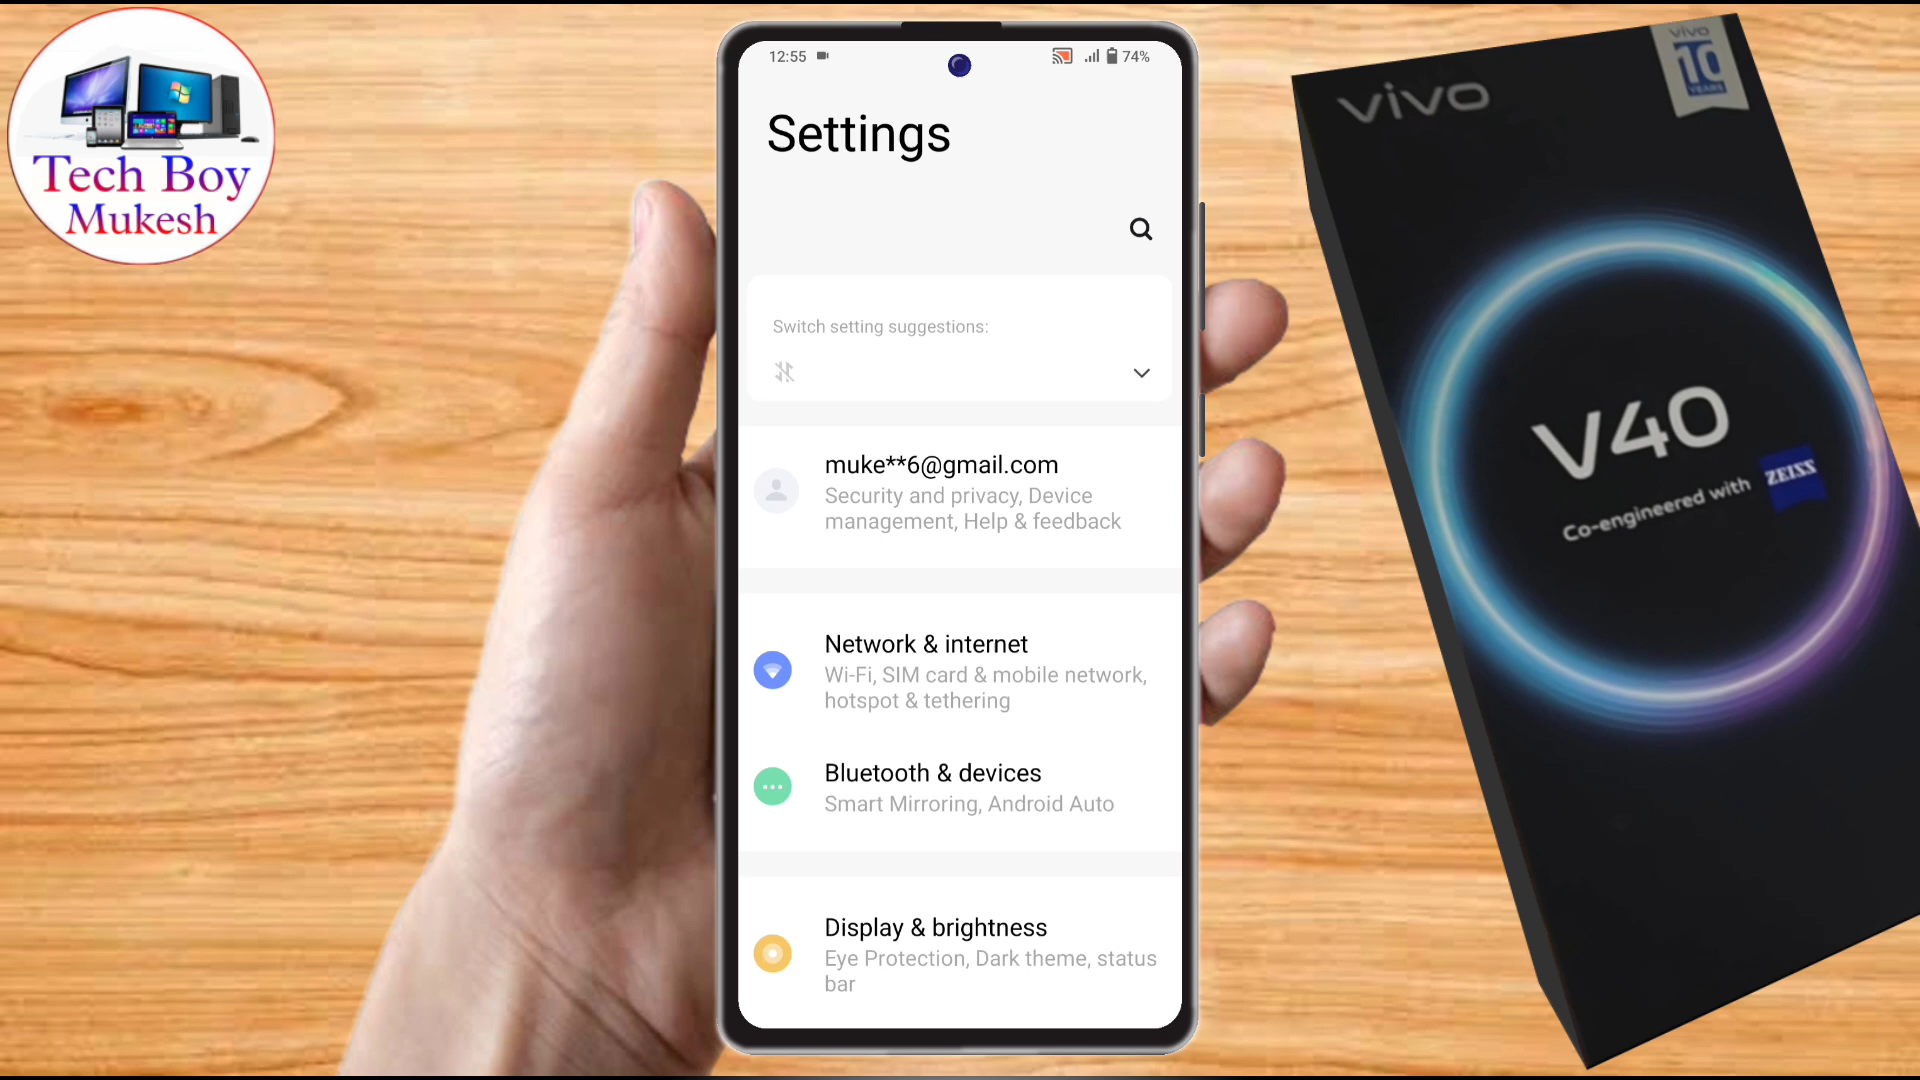 Tech Boy
Mukesh
12:55
74%
Settings
Switch setting suggestions:
muke**6@gmail.com
Security and privacy, Device
management, Help & feedback
Network & internet
Wi-Fi, SIM card & mobile network,
hotspot & tethering
Bluetooth & devices
Smart Mirroring, Android Auto
Display & brightness
Eye Protection, Dark theme, status
bar
vivo
vivo
10
YEARS
V40
Co-engineered with
ZEISS